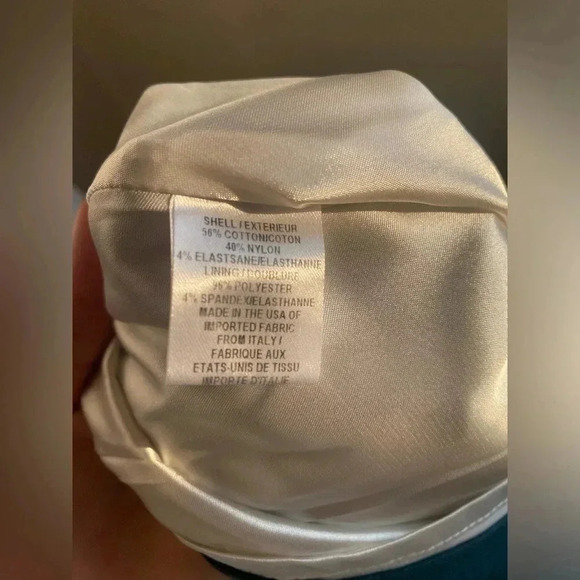 SHELL / EXTERIEUR
56% COTTON/COTON
40% NYLON
4% ELASTSANE/ELASTHANNE
LINING / DOUBLURE
96% POLYESTER
4% SPANDEX/ELASTHANNE
MADE IN THE USA OF
IMPORTED FABRIC
FROM ITALY /
FABRIQUE AUX
ETATS-UNIS DE TISSU
IMPORTE D'ITALIE